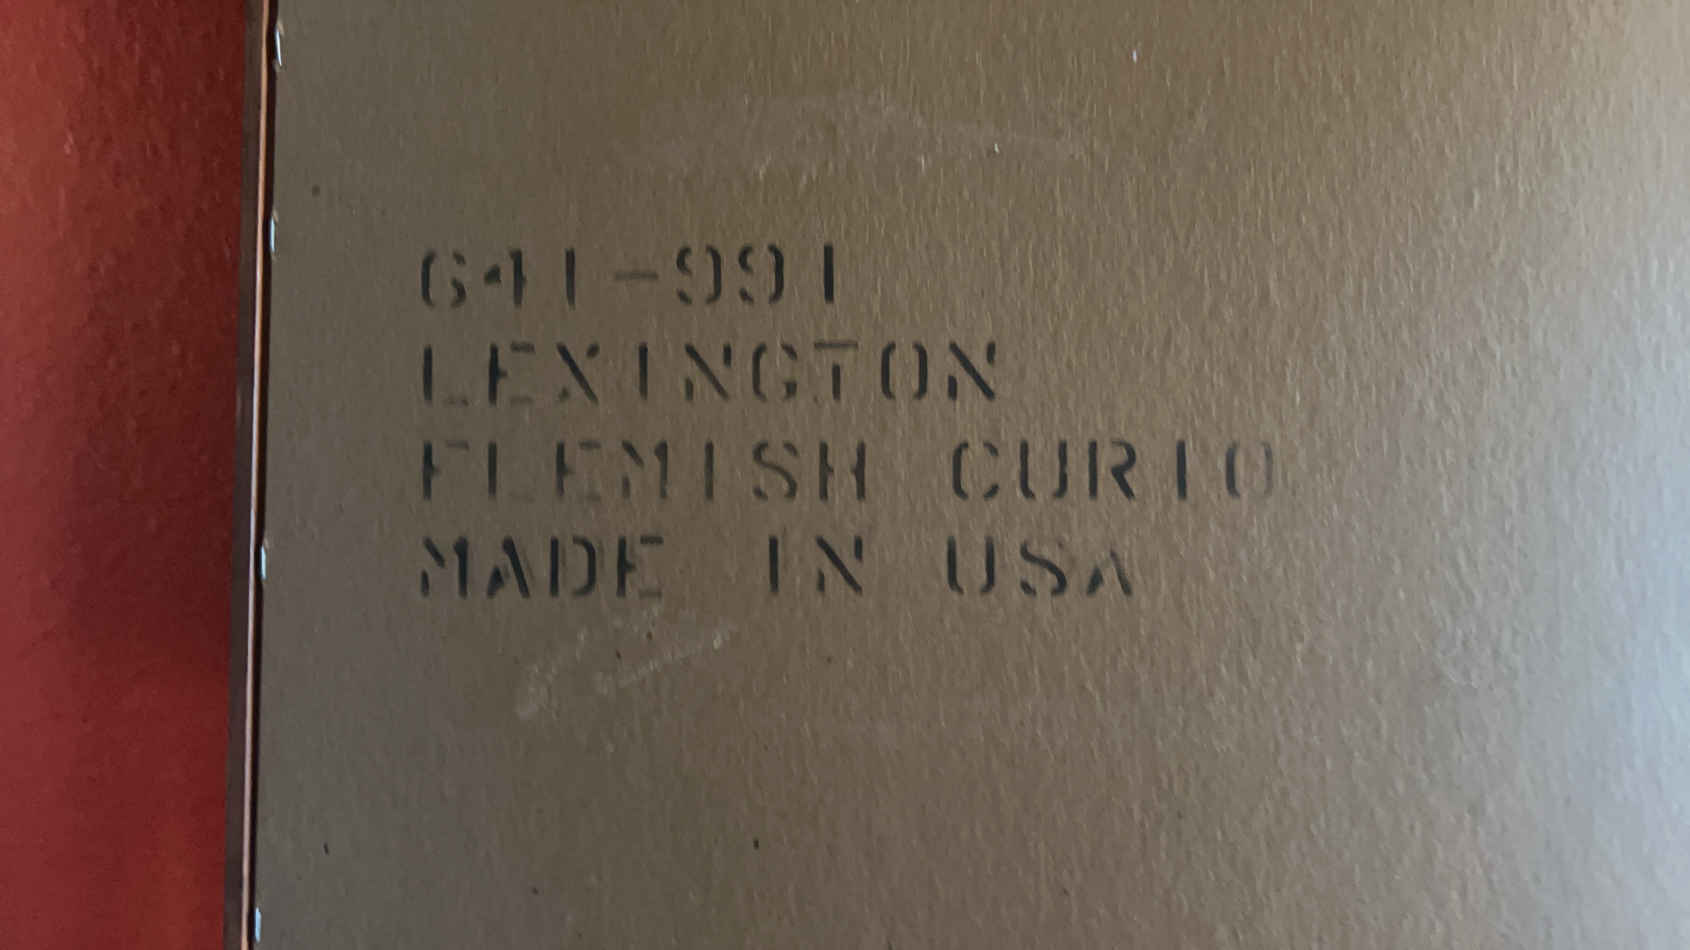 641-991
LEXINGTON
FLEMISH CURIO
MADE IN USA